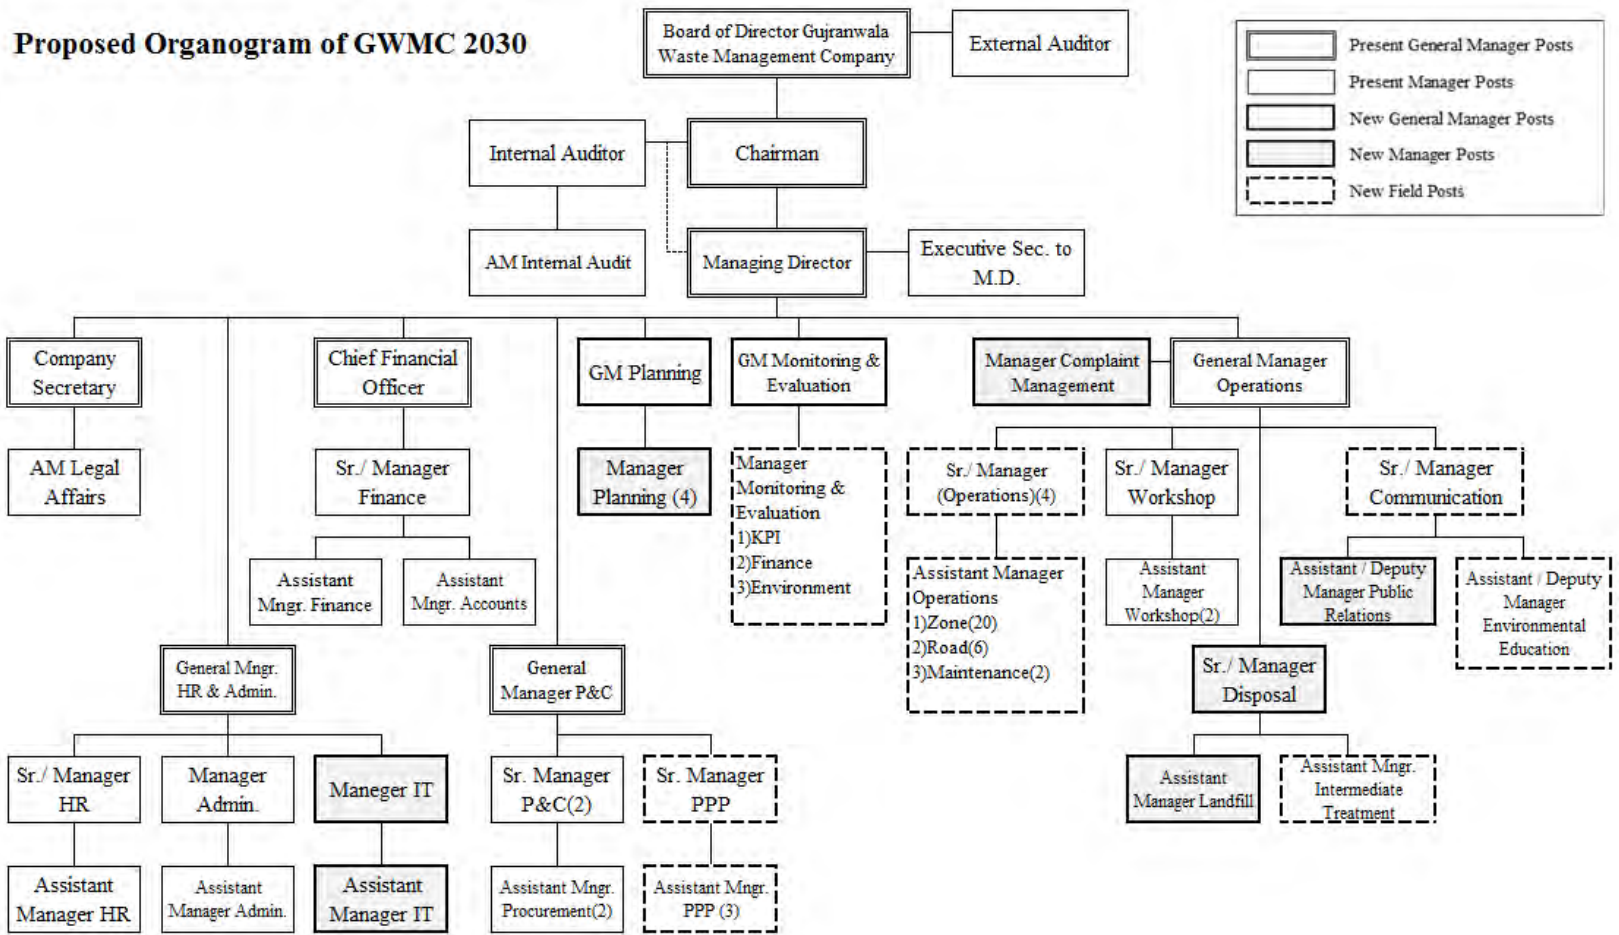 Proposed Organogram of GWMC 2030
Board of Director Gujranwala
Waste Management Company
External Auditor
Present General Manager Posts
Present Manager Posts
New General Manager Posts
New Manager Posts
New Field Posts
Internal Auditor
Chairman
AM Internal Audit
Managing Director
Executive Sec. to
M.D.
Company
Secretary
Chief Financial
Officer
GM Planning
GM Monitoring &
Evaluation
Manager Complaint
Management
General Manager
Operations
AM Legal
Affairs
Sr./ Manager
Finance
Manager
Planning (4)
Manager
Monitoring &
Evaluation
1)KPI
2)Finance
3)Environment
Sr./ Manager
(Operations)(4)
Sr./ Manager
Workshop
Sr./ Manager
Communication
Assistant
Mngr. Finance
Assistant
Mngr. Accounts
Assistant Manager
Operations
1)Zone(20)
2)Road(6)
3)Maintenance(2)
Assistant
Manager
Workshop(2)
Assistant / Deputy
Manager Public
Relations
Assistant / Deputy
Manager
Environmental
Education
General Mngr.
HR & Admin.
General
Manager P&C
Sr./ Manager
Disposal
Sr./ Manager
HR
Manager
Admin.
Maneger IT
Sr. Manager
P&C(2)
Sr. Manager
PPP
Assistant
Manager Landfill
Assistant Mngr.
Intermediate
Treatment
Assistant
Manager HR
Assistant
Manager Admin.
Assistant
Manager IT
Assistant Mngr.
Procurement(2)
Assistant Mngr.
PPP (3)